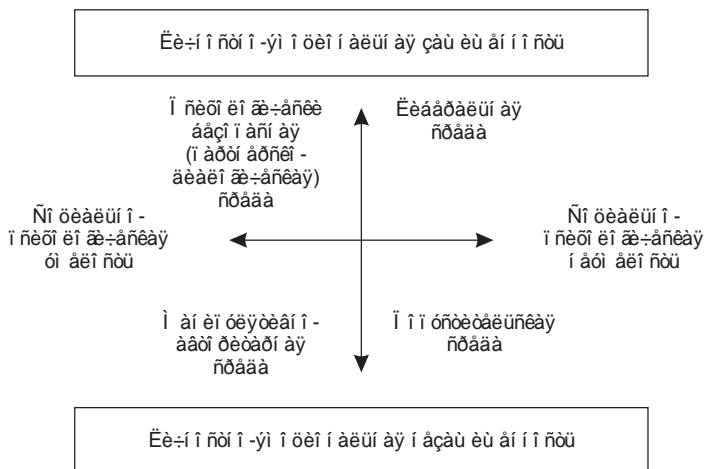 Ëè÷í î ñòí î -ýì î öèî í àëüí àÿ çàù èù åí í î ñòü
Ï ñèõî ëî ãè÷åñêè
áåçî ï àñí àÿ
(ï àðòí åðñêî -
äèàëî ãè÷åñêàÿ)
ñðåäà
Ëèáåðàëüí àÿ
ñðåäà
Ñî öèàëüí î -
ï ñèõî ëî ãè÷åñêàÿ
óì åëî ñòü
Ñî öèàëüí î -
ï ñèõî ëî ãè÷åñêàÿ
í åóì åëî ñòü
Ì àí èï óëÿòèâí î -
àâòî ðèòàðí àÿ
ñðåäà
Ï î ï óñòèòåëüñêàÿ
ñðåäà
Ëè÷í î ñòí î -ýì î öèî í àëüí àÿ í åçàù èù åí í î ñòü